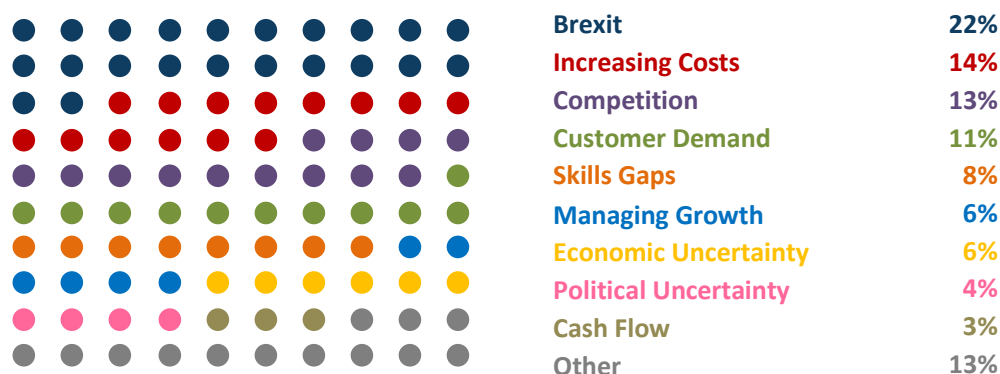 Brexit 22%
Increasing Costs 14%
Competition 13%
Customer Demand 11%
Skills Gaps 8%
Managing Growth 6%
Economic Uncertainty 6%
Political Uncertainty 4%
Cash Flow 3%
Other 13%